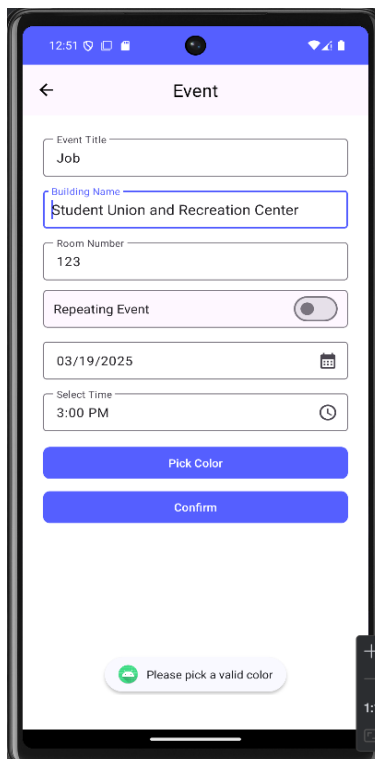 12:51
Event
Event Title
Job
Building Name
Student Union and Recreation Center
Room Number
123
Repeating Event
03/19/2025
Select Time
3:00 PM
Pick Color
Confirm
Please pick a valid color